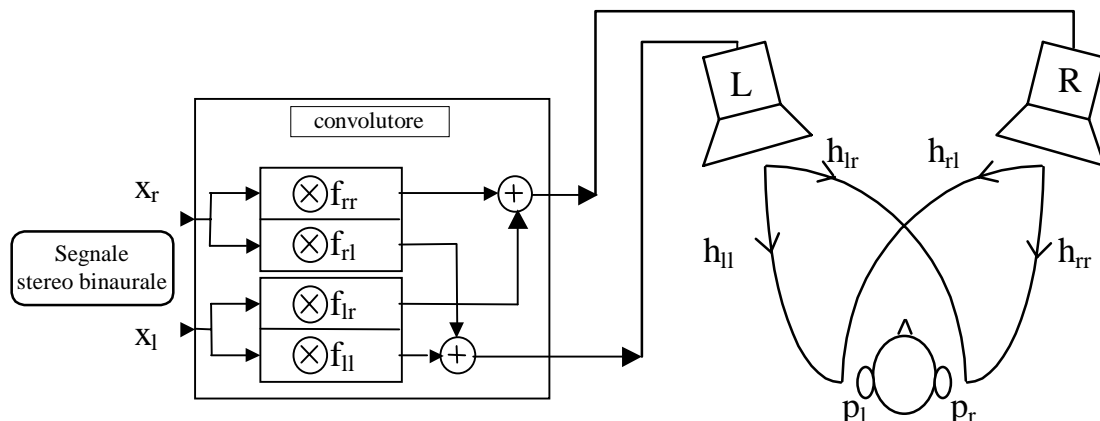 convolutore
x_r
f_rr
f_rl
Segnale
stereo binaurale
f_lr
x_l
f_ll
L
R
h_lr
h_rl
h_ll
h_rr
p_l
p_r